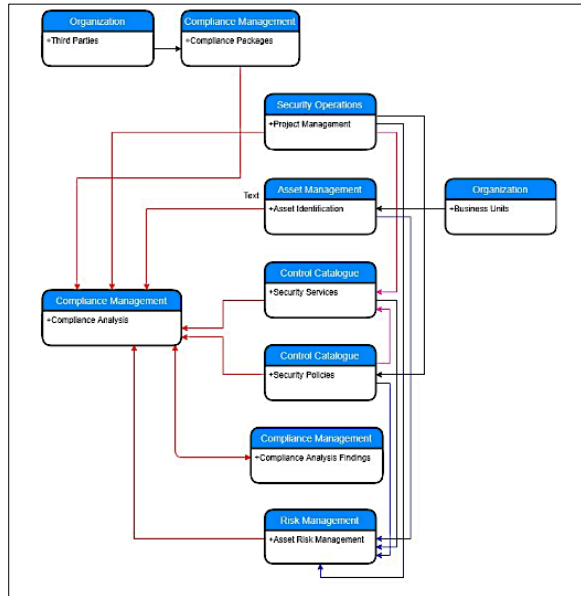 Organization
+Third Parties
Compliance Management
+Compliance Packages
Security Operations
+Project Management
Text
Asset Management
+Asset Identification
Organization
+Business Units
Control Catalogue
+Security Services
Compliance Management
+Compliance Analysis
Control Catalogue
+Security Policies
Compliance Management
+Compliance Analysis Findings
Risk Management
+Asset Risk Management